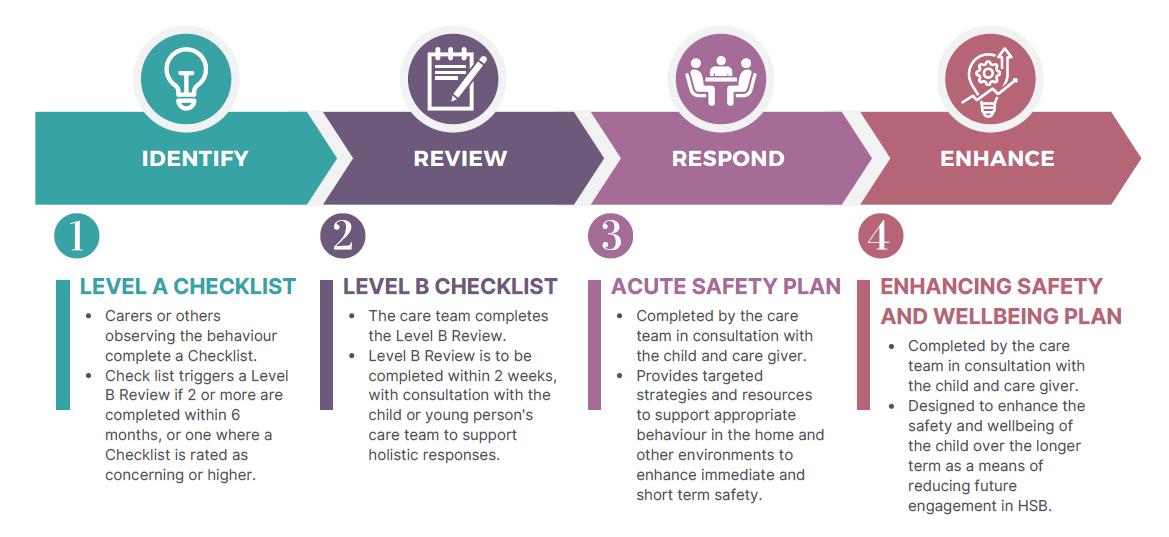 IDENTIFY
REVIEW
RESPOND
ENHANCE
1
LEVEL A CHECKLIST
• Carers or others
observing the behaviour
complete a Checklist.
• Check list triggers a Level
B Review if 2 or more are
completed within 6
months, or one where a
Checklist is rated as
concerning or higher.
2
LEVEL B CHECKLIST
• The care team completes
the Level B Review.
• Level B Review is to be
completed within 2 weeks,
with consultation with the
child or young person's
care team to support
holistic responses.
3
ACUTE SAFETY PLAN
• Completed by the care
team in consultation with
the child and care giver.
• Provides targeted
strategies and resources
to support appropriate
behaviour in the home and
other environments to
enhance immediate and
short term safety.
4
ENHANCING SAFETY
AND WELLBEING PLAN
• Completed by the care
team in consultation with
the child and care giver.
• Designed to enhance the
safety and wellbeing of
the child over the longer
term as a means of
reducing future
engagement in HSB.